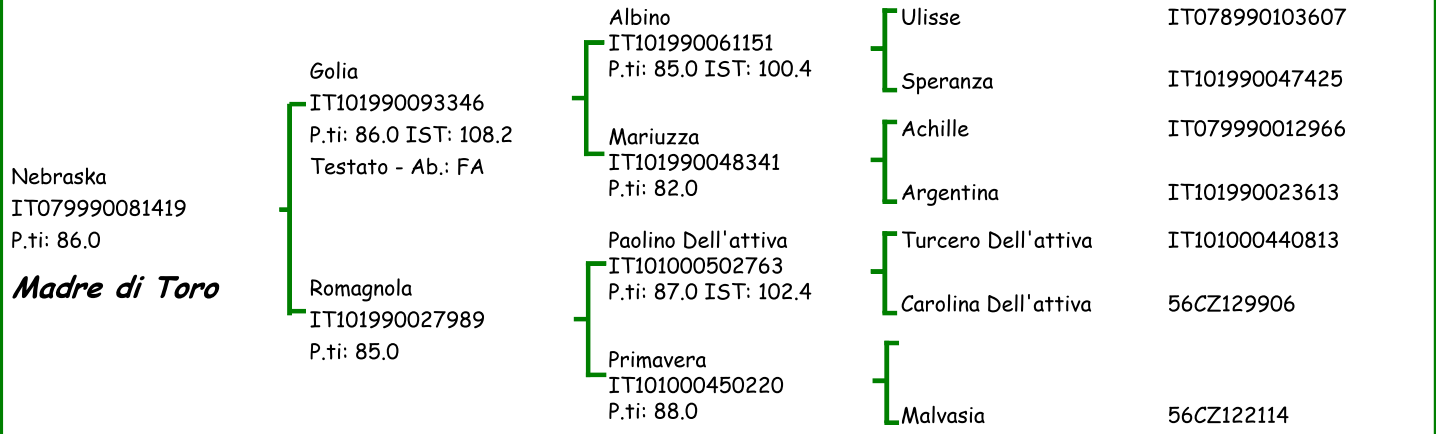 Nebraska
IT079990081419
P.ti: 86.0
Madre di Toro
Golia
IT101990093346
P.ti: 86.0 IST: 108.2
Testato - Ab.: FA
Romagnola
IT101990027989
P.ti: 85.0
Albino
IT101990061151
P.ti: 85.0 IST: 100.4
Mariuzza
IT101990048341
P.ti: 82.0
Paolino Dell'attiva
IT101000502763
P.ti: 87.0 IST: 102.4
Primavera
IT101000450220
P.ti: 88.0
Ulisse IT078990103607
Speranza IT101990047425
Achille IT079990012966
Argentina IT101990023613
Turcero Dell'attiva IT101000440813
Carolina Dell'attiva 56CZ129906
Malvasia 56CZ122114